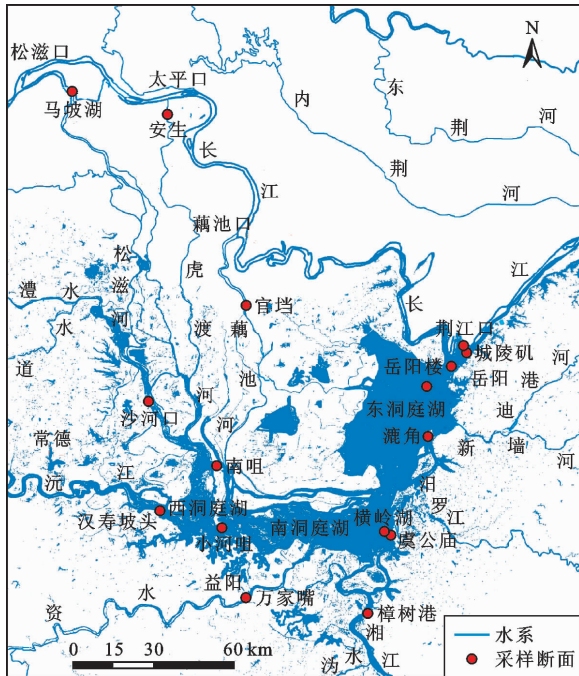 松滋口
太平口
N
马坡湖
安生
长
江
内
荆
河
东
荆
河
藕池口
松
滋
河
虎
渡
河
官垱
藕
池
河
澧
水
道
水
长
江
荆江口
城陵矶
岳阳楼
岳阳
东洞庭湖
港
迪
河
漉角
新
墙
河
沙河口
常德
沅
江
南咀
汨
罗
江
汉寿坡头
西洞庭湖
小河咀
南洞庭湖
横岭湖
虞公庙
益阳
万家嘴
资
水
樟树港
湘
江
沩
水
0 15 30 60 km
水系
采样断面